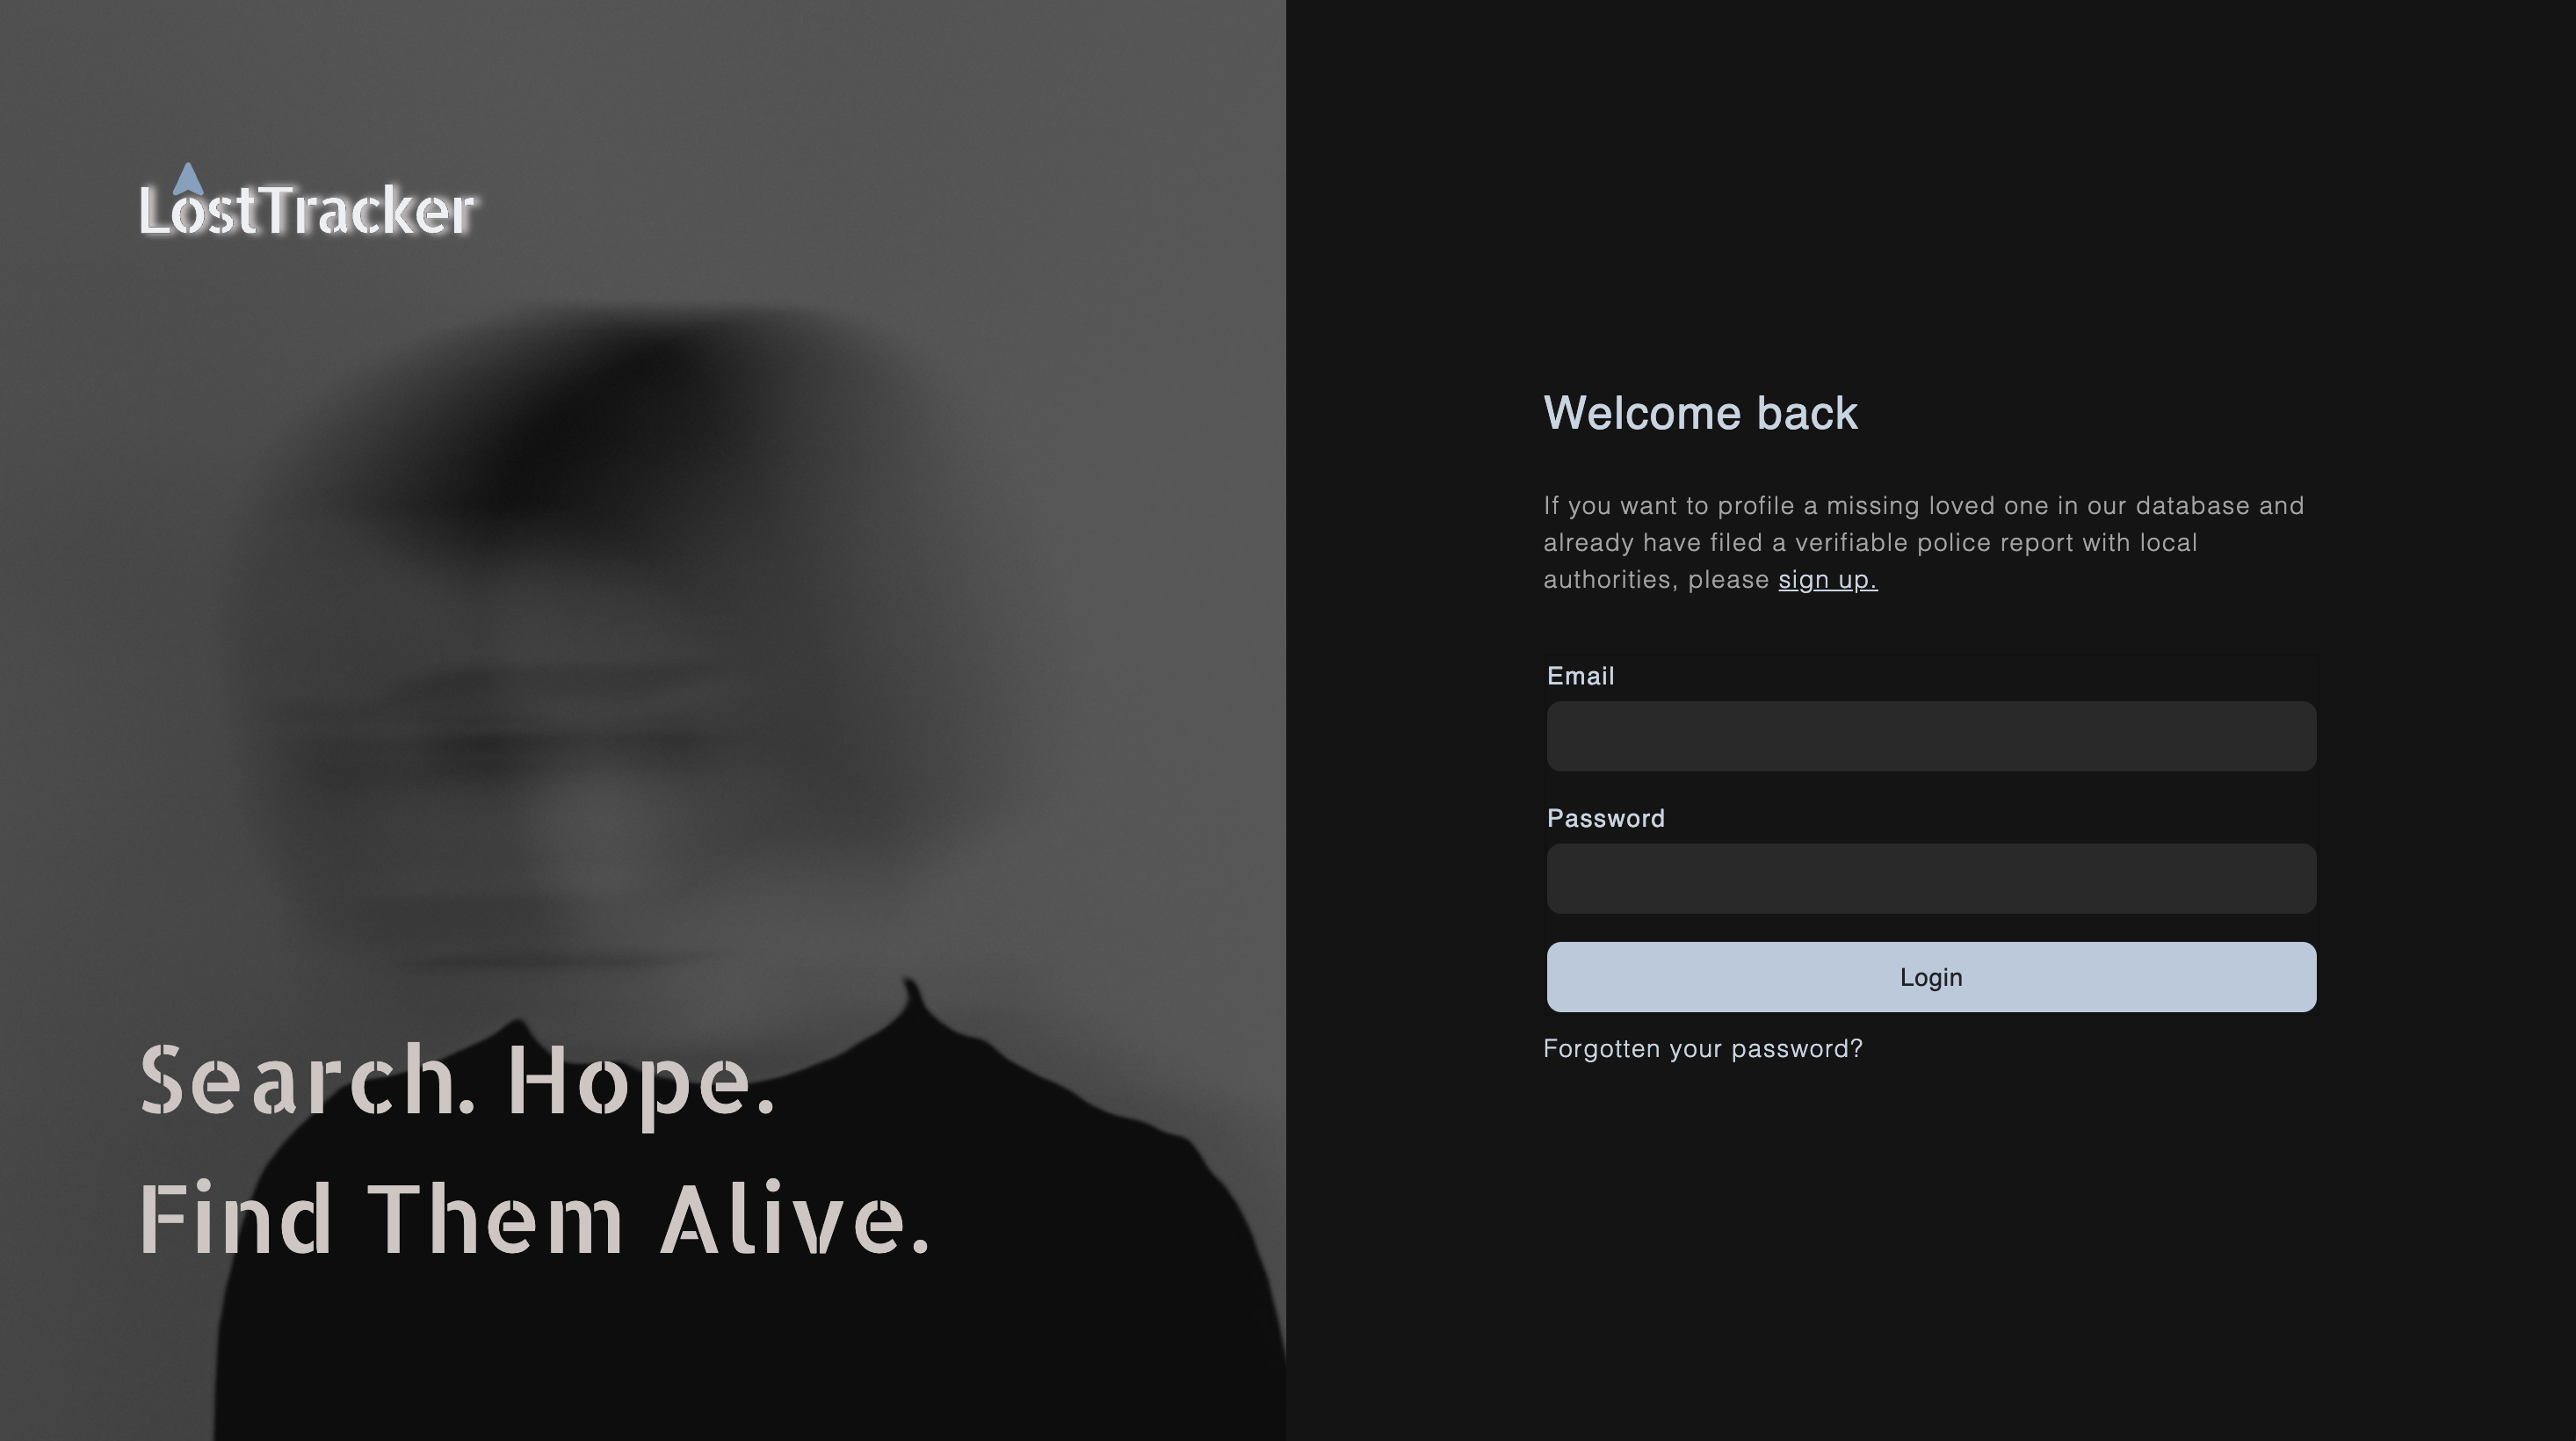 LostTracker
Search. Hope.
Find Them Alive.
Welcome back
If you want to profile a missing loved one in our database and
already have filed a verifiable police report with local
authorities, please sign up.
Email
Password
Login
Forgotten your password?